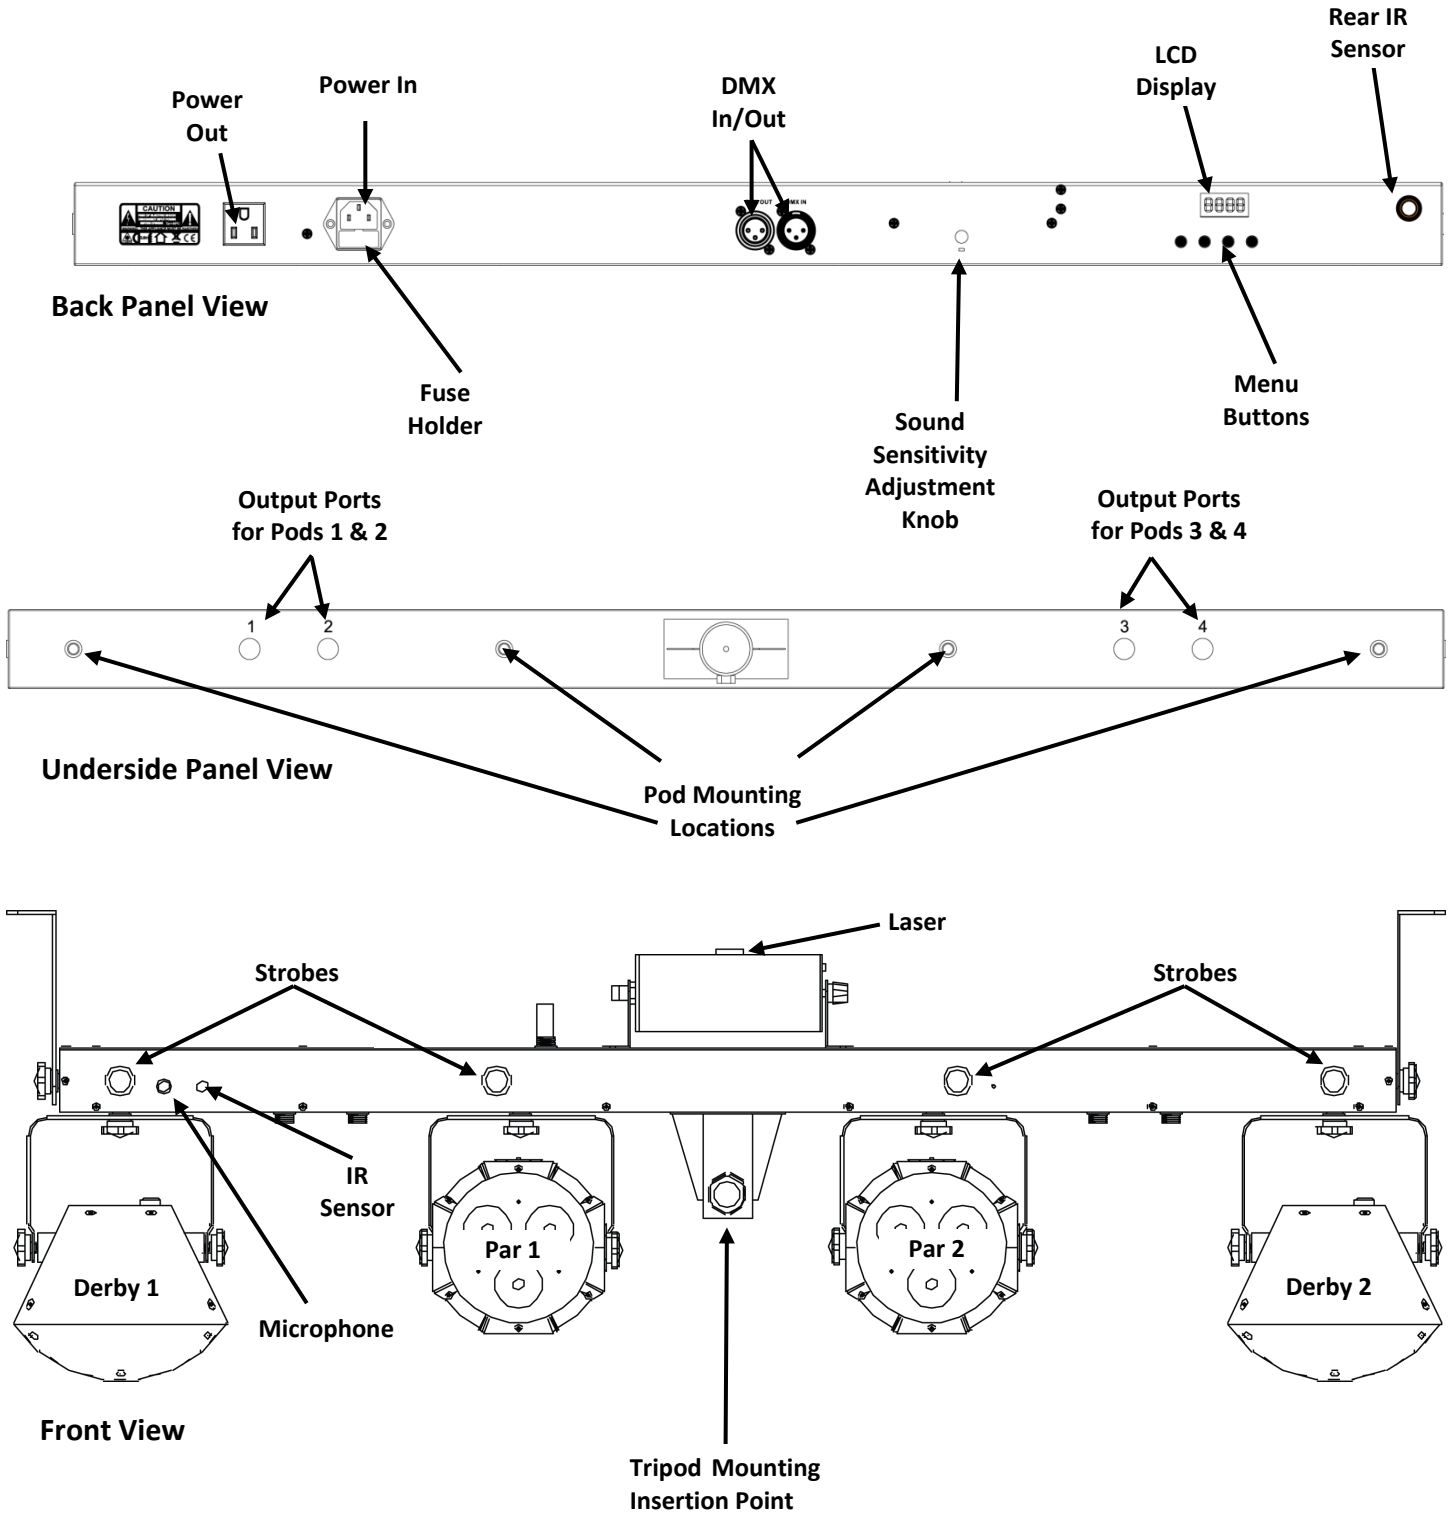 Rear IR
Sensor
LCD
Display
Power In
DMX
In/Out
Power
Out
CAUTION
OUT
DMX IN
Back Panel View
Fuse
Holder
Menu
Buttons
Sound
Sensitivity
Adjustment
Knob
Output Ports
for Pods 1 & 2
Output Ports
for Pods 3 & 4
1
2
3
4
Underside Panel View
Pod Mounting
Locations
Laser
Strobes
Strobes
IR
Sensor
Par 1
Par 2
Derby 1
Derby 2
Microphone
Front View
Tripod Mounting
Insertion Point